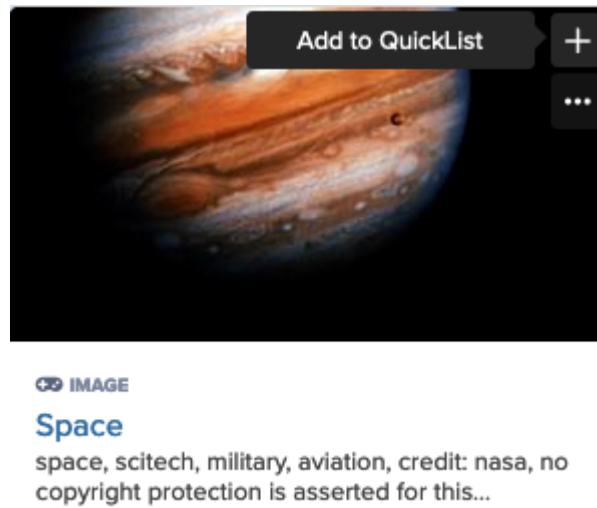 Add to QuickList
IMAGE
Space
space, scitech, military, aviation, credit: nasa, no
copyright protection is asserted for this...